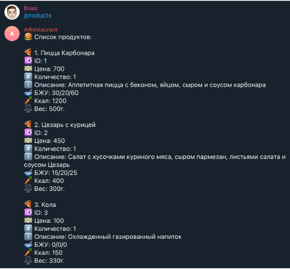 Влад
/products
AIRestaurant
🍔 Список продуктов:
🍕 1. Пицца Карбонара
🆔 ID: 1
💵 Цена: 700
#️⃣ Количество: 1
ℹ️ Описание: Аппетитная пицца с беконом, яйцом, сыром и соусом карбонара
🥣 БЖУ: 30/20/60
🥕 Ккал: 1200
⚖️ Вес: 500г.
🍕 2. Цезарь с курицей
🆔 ID: 2
💵 Цена: 450
#️⃣ Количество: 1
ℹ️ Описание: Салат с кусочками куриного мяса, сыром пармезан, листьями салата и
соусом Цезарь
🥣 БЖУ: 15/20/25
🥕 Ккал: 400
⚖️ Вес: 300г.
🍕 3. Кола
🆔 ID: 3
💵 Цена: 100
#️⃣ Количество: 1
ℹ️ Описание: Охлажденный газированный напиток
🥣 БЖУ: 0/0/0
🥕 Ккал: 150
⚖️ Вес: 330г.